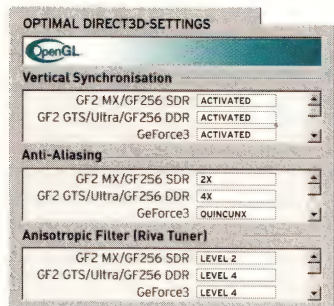 OPTIMAL DIRECT3D-SETTINGS
OpenGL
Vertical Synchronisation
GF2 MX/GF256 SDR ACTIVATED
GF2 GTS/Ultra/GF256 DDR ACTIVATED
GeForce3 ACTIVATED
Anti-Aliasing
GF2 MX/GF256 SDR 2X
GF2 GTS/Ultra/GF256 DDR 4X
GeForce3 QUINCUNX
Anisotropic Filter (Riva Tuner)
GF2 MX/GF256 SDR LEVEL 2
GF2 GTS/Ultra/GF256 DDR LEVEL 4
GeForce3 LEVEL 4